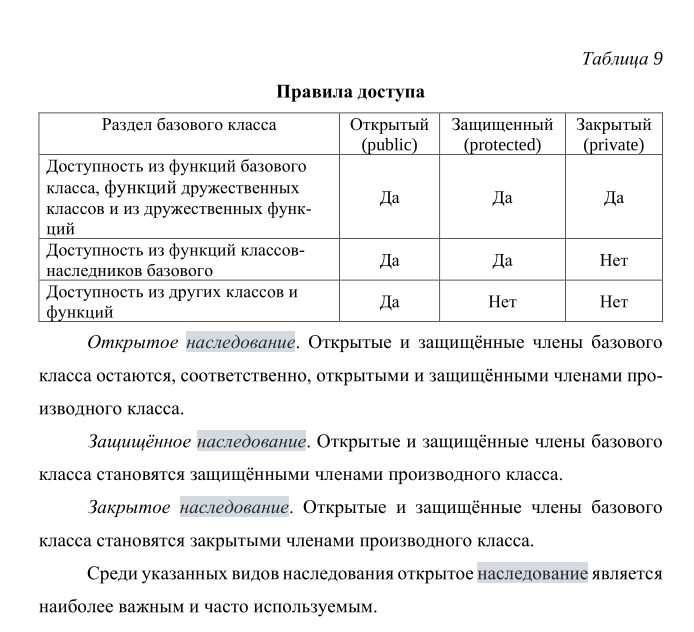 Таблица 9
Правила доступа
Раздел базового класса
Открытый
(public)
Защищенный
(protected)
Закрытый
(private)
Доступность из функций базового
класса, функций дружественных
классов и из дружественных функ-
ций
Да
Да
Да
Доступность из функций классов-
наследников базового
Да
Да
Нет
Доступность из других классов и
функций
Да
Нет
Нет
Открытое наследование. Открытые и защищённые члены базового
класса остаются, соответственно, открытыми и защищёнными членами про-
изводного класса.
Защищённое наследование. Открытые и защищённые члены базового
класса становятся защищёнными членами производного класса.
Закрытое наследование. Открытые и защищённые члены базового
класса становятся закрытыми членами производного класса.
Среди указанных видов наследования открытое наследование является
наиболее важным и часто используемым.